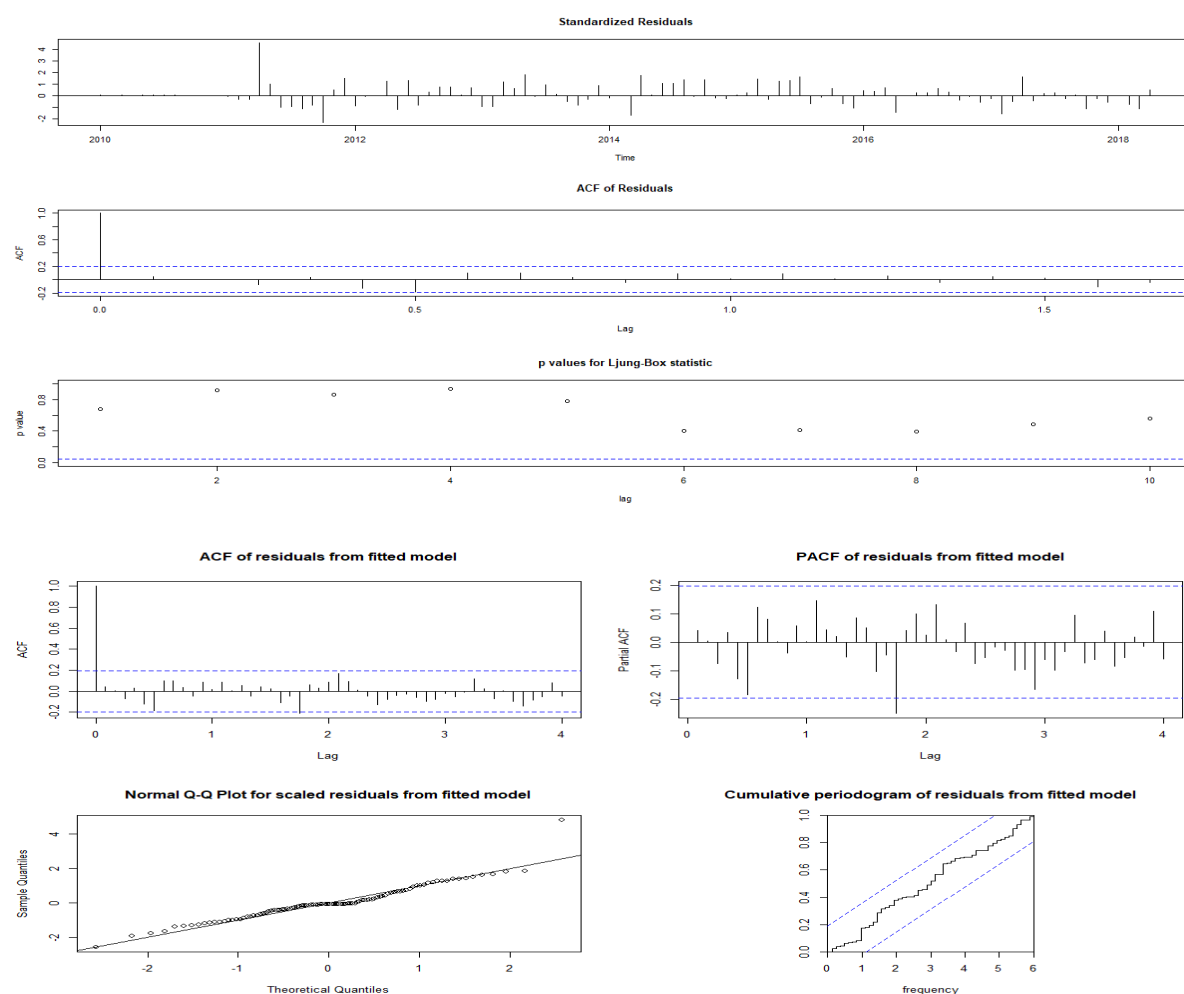 Standardized Residuals
-2 0 1 2 3 4
2010 2012 2014 2016 2018
Time
ACF of Residuals
ACF
-0.2 0.2 0.6 1.0
0.0 0.5 1.0 1.5
Lag
p values for Ljung-Box statistic
p value
0.0 0.4 0.8
2 4 6 8 10
lag
ACF of residuals from fitted model
ACF
-0.2 0.0 0.2 0.4 0.6 0.8 1.0
0 1 2 3 4
Lag
PACF of residuals from fitted model
Partial ACF
-0.2 -0.1 0.0 0.1 0.2
0 1 2 3 4
Lag
Normal Q-Q Plot for scaled residuals from fitted model
Sample Quantiles
-2 0 2 4
-2 -1 0 1 2
Theoretical Quantiles
Cumulative periodogram of residuals from fitted model
0.0 0.2 0.4 0.6 0.8 1.0
0 1 2 3 4 5 6
frequency